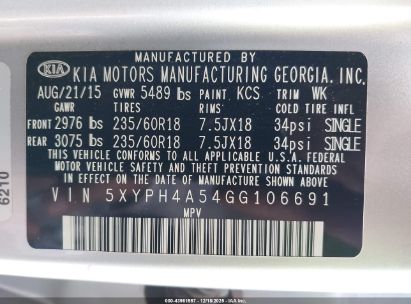 MANUFACTURED BY
KIA KIA MOTORS MANUFACTURING GEORGIA. INC.
AUG/21/15 GVWR 5489 lbs PAINT KCS TRIM WK
GAWR TIRES RIMS COLD TIRE INFL
FRONT 2976 lbs 235/60R18 7.5JX18 34psi SINGLE
REAR 3075 lbs 235/60R18 7.5JX18 34psi SINGLE
THIS VEHICLE CONFORMS TO ALL APPLICABLE
FEDERAL MOTOR VEHICLE SAFETY AND THEFT PREVENTION
STANDARDS IN EFFECT ON THE DATE OF MANUFACTURE SHOWN ABOVE.
VIN 5XYPH4A54GG106691
MPV
6210